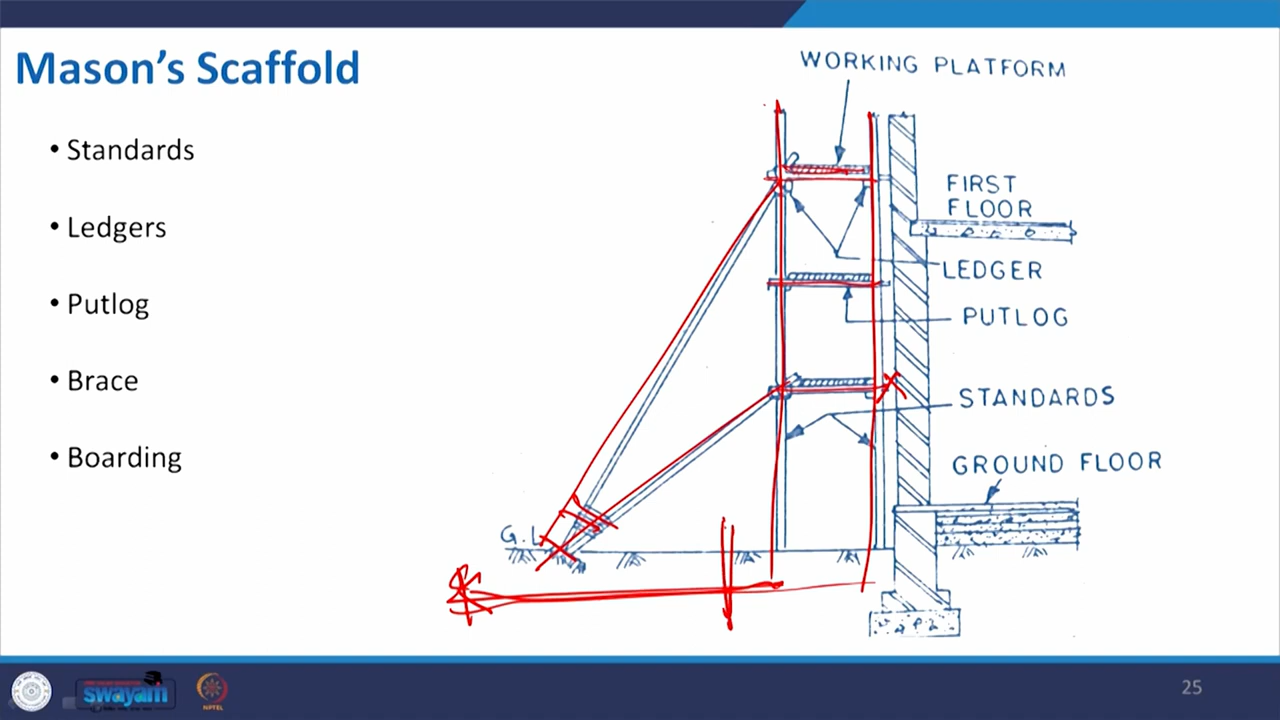 Mason's Scaffold
• Standards
• Ledgers
• Putlog
• Brace
• Boarding
WORKING PLATFORM
FIRST
FLOOR
LEDGER
PUTLOG
STANDARDS
GROUND FLOOR
G.L
swayam
NPTEL
25